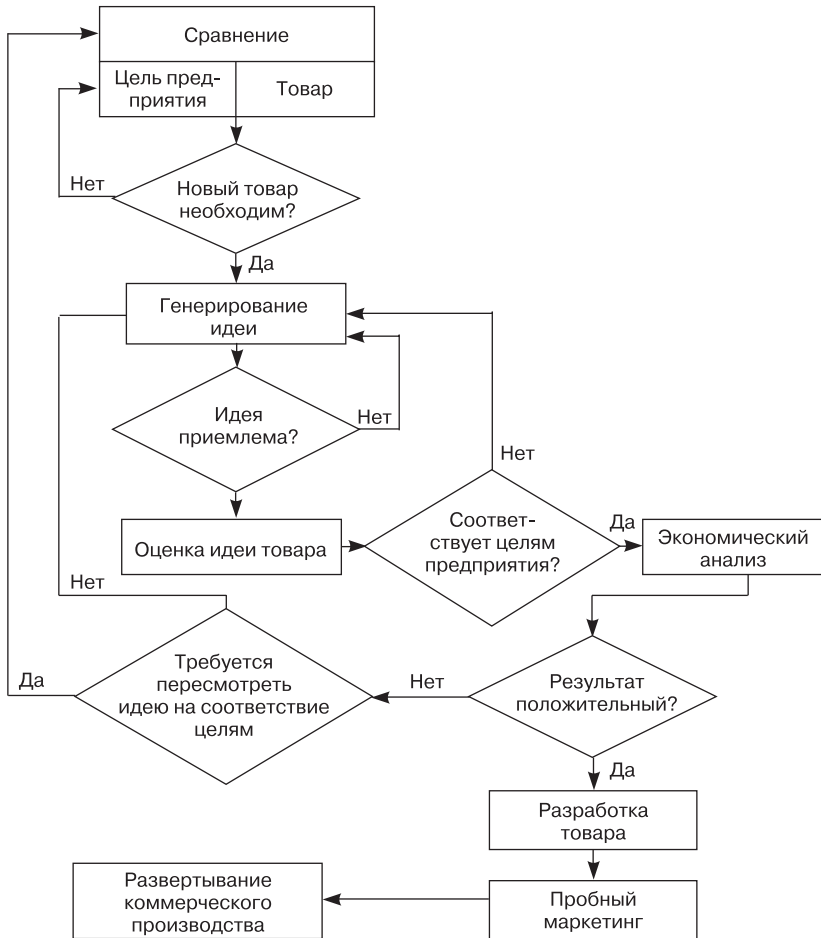 Сравнение
Цель пред-
приятия
Товар
Нет
Новый товар
необходим?
Да
Генерирование
идеи
Идея
приемлема?
Нет
Нет
Оценка идеи товара
Соответ-
ствует целям
предприятия?
Да
Экономический
анализ
Нет
Да
Требуется
пересмотреть
идею на соответствие
целям
Нет
Результат
положительный?
Да
Разработка
товара
Развертывание
коммерческого
производства
Пробный
маркетинг